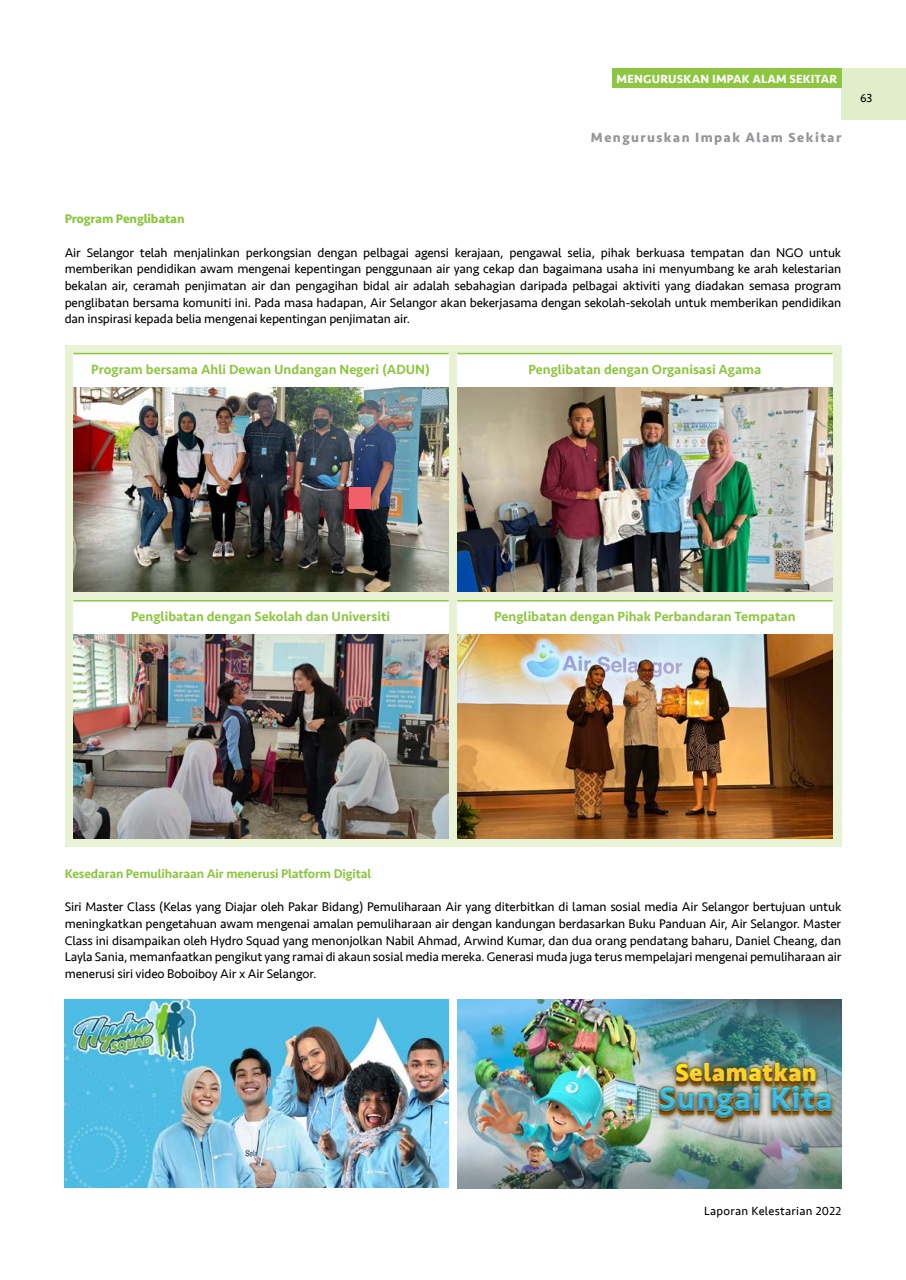 MENGURUSKAN IMPAK ALAM SEKITAR
63
Menguruskan Impak Alam Sekitar
Program Penglibatan
Air Selangor telah menjalinkan perkongsian dengan pelbagai agensi kerajaan, pengawal selia, pihak berkuasa tempatan dan NGO untuk
memberikan pendidikan awam mengenai kepentingan penggunaan air yang cekap dan bagaimana usaha ini menyumbang ke arah kelestarian
bekalan air, ceramah penjimatan air dan pengagihan bidal air adalah sebahagian daripada pelbagai aktiviti yang diadakan semasa program
penglibatan bersama komuniti ini. Pada masa hadapan, Air Selangor akan bekerjasama dengan sekolah-sekolah untuk memberikan pendidikan
dan inspirasi kepada belia mengenai kepentingan penjimatan air.
Program bersama Ahli Dewan Undangan Negeri (ADUN)
Penglibatan dengan Organisasi Agama
Air Selangor
Penglibatan dengan Sekolah dan Universiti
Penglibatan dengan Pihak Perbandaran Tempatan
Air Selangor
Kesedaran Pemuliharaan Air menerusi Platform Digital
Siri Master Class (Kelas yang Diajar oleh Pakar Bidang) Pemuliharaan Air yang diterbitkan di laman sosial media Air Selangor bertujuan untuk
meningkatkan pengetahuan awam mengenai amalan pemuliharaan air dengan kandungan berdasarkan Buku Panduan Air, Air Selangor. Master
Class ini disampaikan oleh Hydro Squad yang menonjolkan Nabil Ahmad, Arwind Kumar, dan dua orang pendatang baharu, Daniel Cheang, dan
Layla Sania, memanfaatkan pengikut yang ramai di akaun sosial media mereka. Generasi muda juga terus mempelajari mengenai pemuliharaan air
menerusi siri video Boboiboy Air x Air Selangor.
Hydro
SQUAD
Selamatkan
Sungai Kita
Laporan Kelestarian 2022